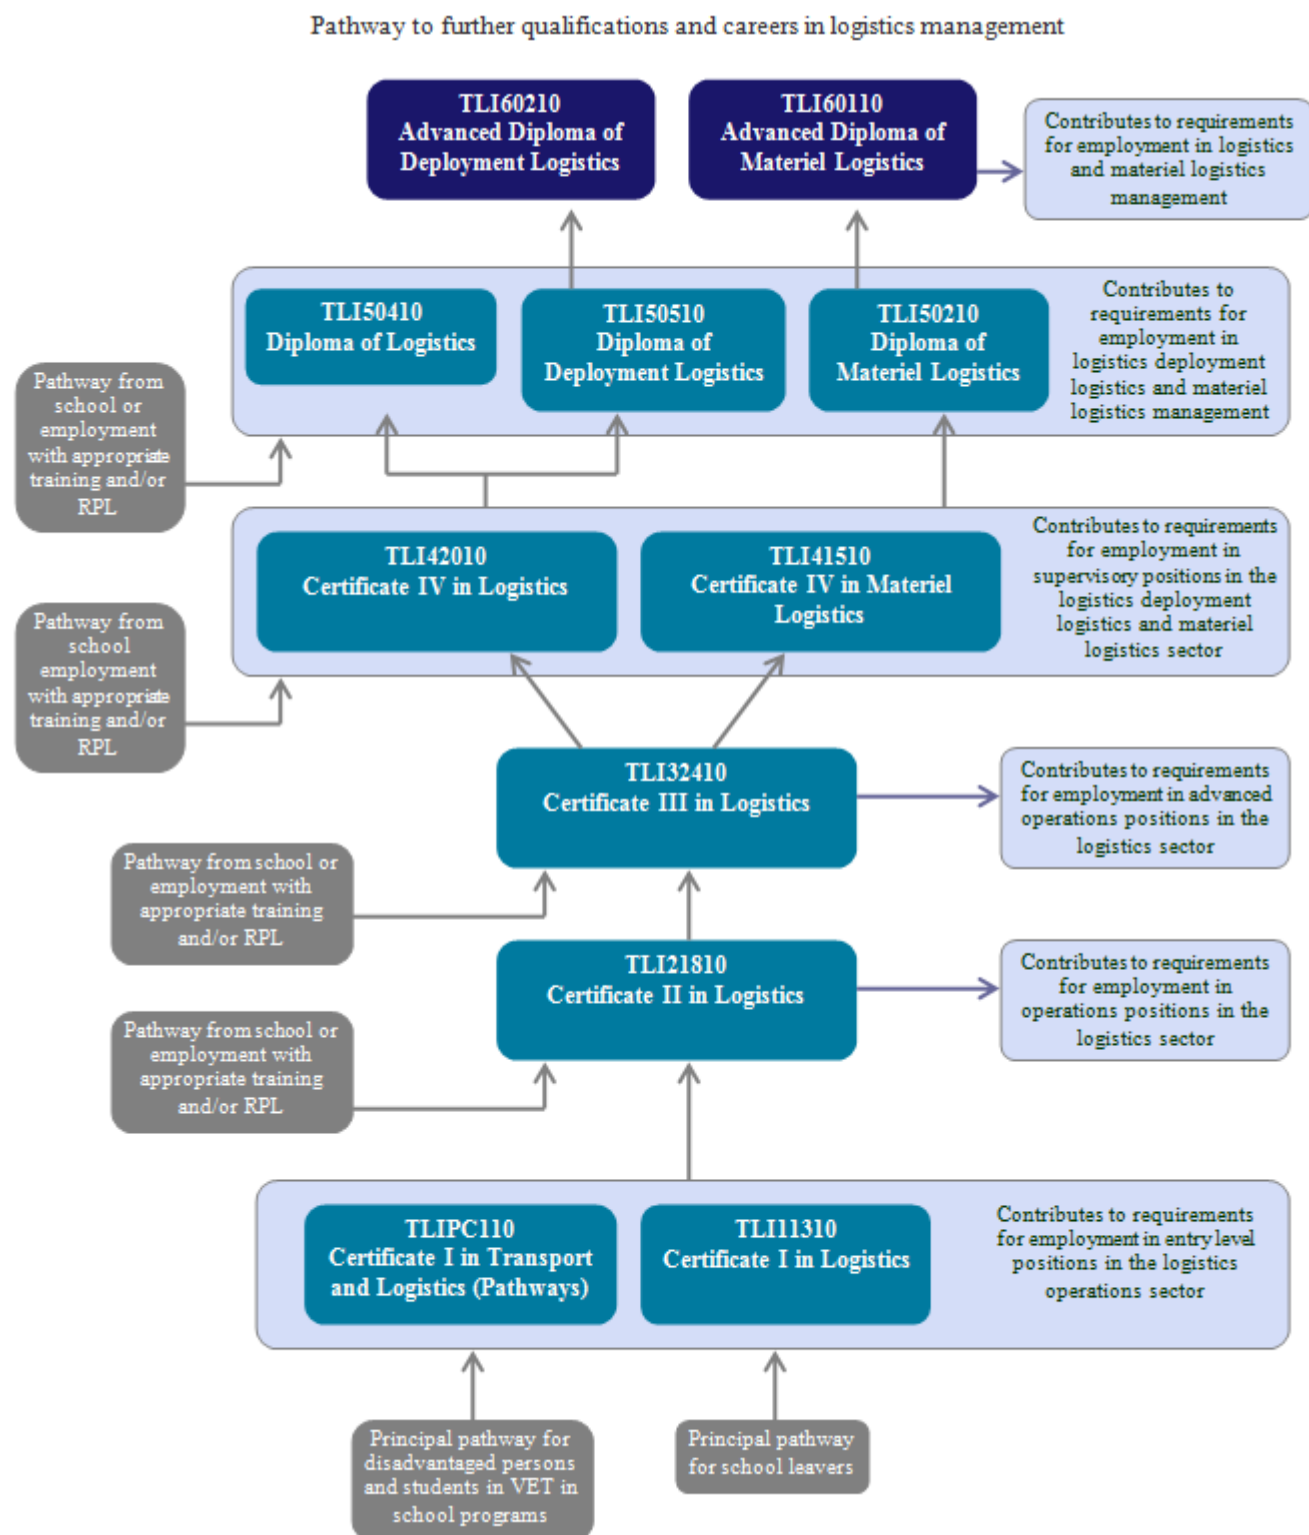 Pathway to further qualifications and careers in logistics management
TLI60210
Advanced Diploma of
Deployment Logistics
TLI60110
Advanced Diploma of
Materiel Logistics
Contributes to requirements
for employment in logistics
and materiel logistics
management
TLI50410
Diploma of Logistics
TLI50510
Diploma of
Deployment Logistics
TLI50210
Diploma of
Materiel Logistics
Contributes to
requirements for
employment in
logistics deployment
logistics and materiel
logistics management
Pathway from
school or
employment
with appropriate
training and/or
RPL
TLI42010
Certificate IV in Logistics
TLI41510
Certificate IV in Materiel
Logistics
Contributes to requirements
for employment in
supervisory positions in the
logistics deployment
logistics and materiel
logistics sector
Pathway from
school
employment
with appropriate
training and/or
RPL
TLI32410
Certificate III in Logistics
Contributes to requirements
for employment in advanced
operations positions in the
logistics sector
Pathway from school or
employment with
appropriate training
and/or RPL
TLI21810
Certificate II in Logistics
Contributes to requirements
for employment in
operations positions in the
logistics sector
Pathway from school or
employment with
appropriate training
and/or RPL
TLIPC110
Certificate I in Transport
and Logistics (Pathways)
TLI11310
Certificate I in Logistics
Contributes to requirements
for employment in entry level
positions in the logistics
operations sector
Principal pathway for
disadvantaged persons
and students in VET in
school programs
Principal pathway
for school leavers